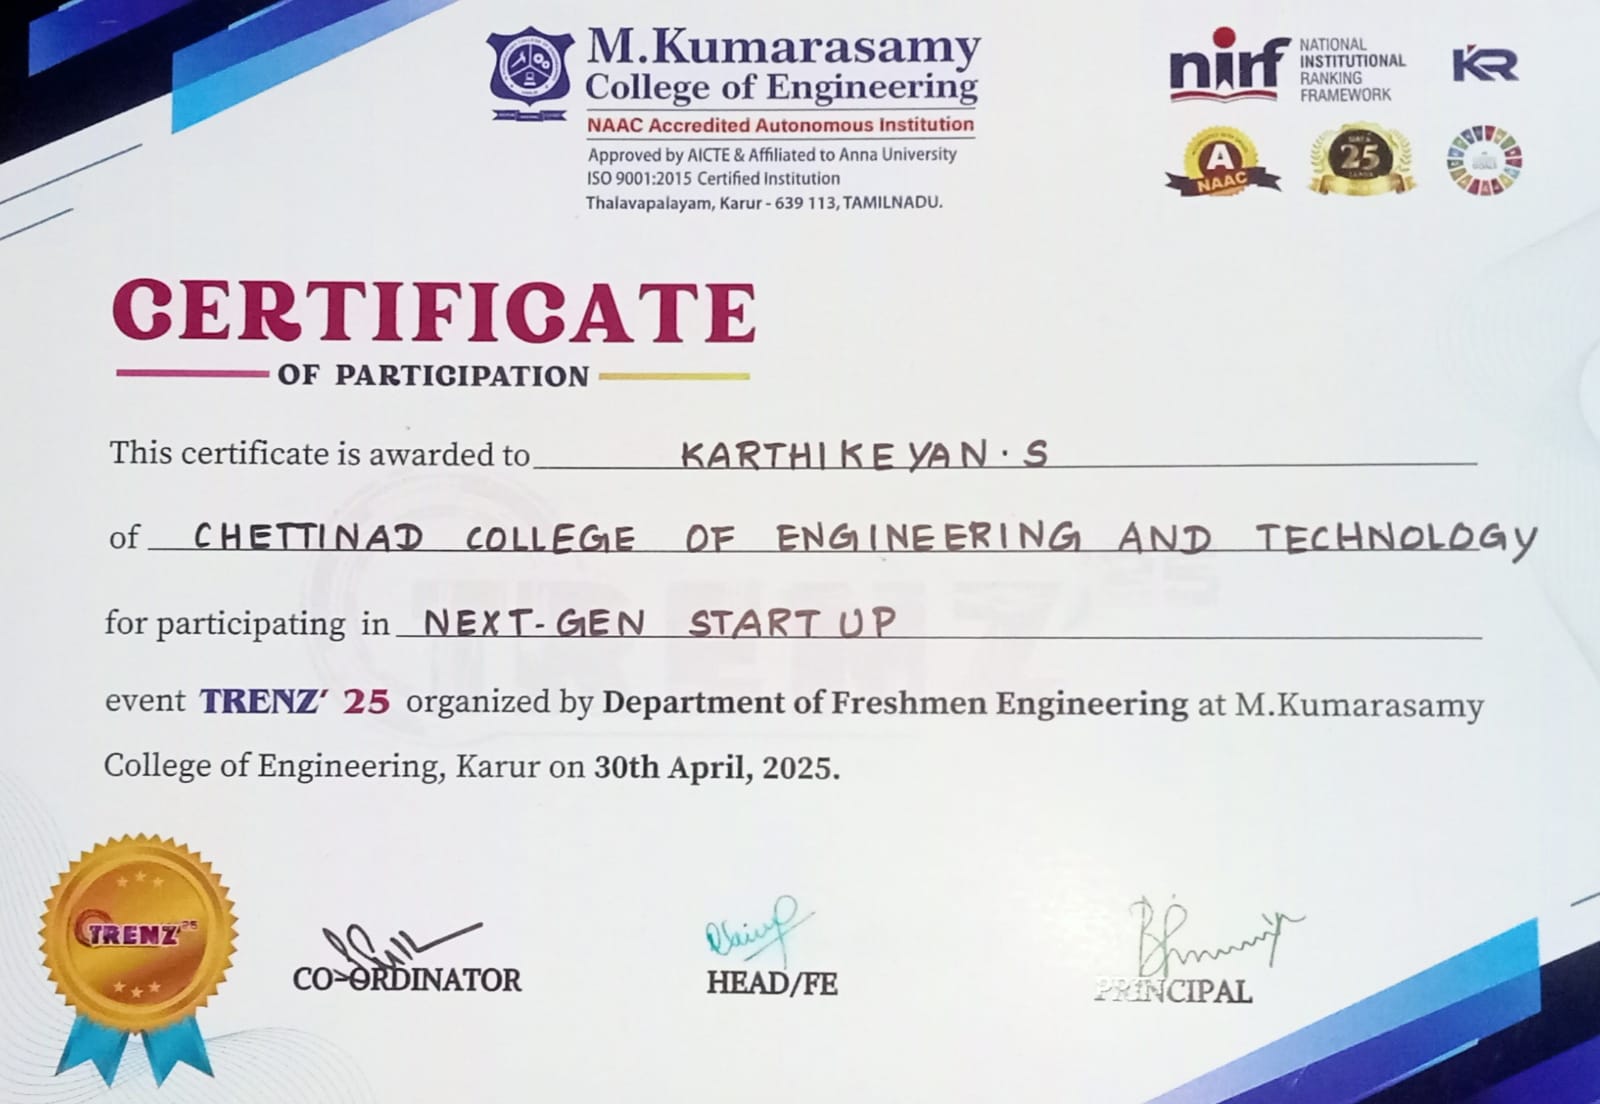 M.Kumarasamy
College of Engineering
NAAC Accredited Autonomous Institution
Approved by AICTE & Affiliated to Anna University
ISO 9001:2015 Certified Institution
Thalavapalayam, Karur - 639 113, TAMILNADU.
nirf NATIONAL INSTITUTIONAL RANKING FRAMEWORK
KR
A NAAC
25
CERTIFICATE
OF PARTICIPATION
This certificate is awarded to KARTHIKEYAN.S
of CHETTINAD COLLEGE OF ENGINEERING AND TECHNOLOGY
for participating in NEXT-GEN START UP
event TRENZ' 25 organized by Department of Freshmen Engineering at M.Kumarasamy
College of Engineering, Karur on 30th April, 2025.
TRENZ'25
CO-ORDINATOR
HEAD/FE
PRINCIPAL